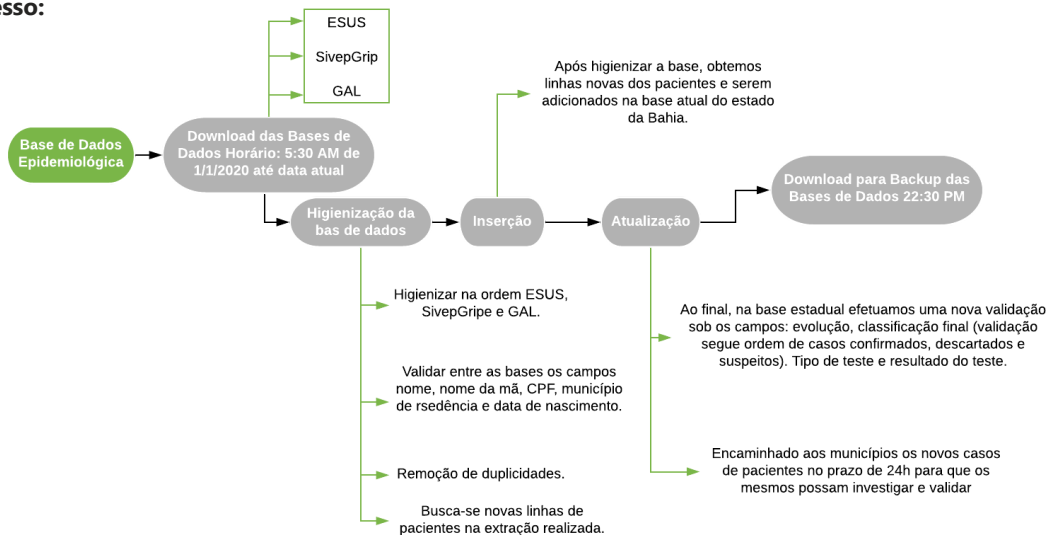 esso:
ESUS
SivepGrip
GAL
Base de Dados
Epidemiológica
Download das Bases de
Dados Horário: 5:30 AM de
1/1/2020 até data atual
Após higienizar a base, obtemos
linhas novas dos pacientes e serem
adicionados na base atual do estado
da Bahia.
Higienização da
bas de dados
Inserção
Atualização
Download para Backup das
Bases de Dados 22:30 PM
Higienizar na ordem ESUS,
SivepGripe e GAL.
Validar entre as bases os campos
nome, nome da mã, CPF, município
de rsedência e data de nascimento.
Remoção de duplicidades.
Busca-se novas linhas de
pacientes na extração realizada.
Ao final, na base estadual efetuamos uma nova validação
sob os campos: evolução, classificação final (validação
segue ordem de casos confirmados, descartados e
suspeitos). Tipo de teste e resultado do teste.
Encaminhado aos municípios os novos casos
de pacientes no prazo de 24h para que os
mesmos possam investigar e validar